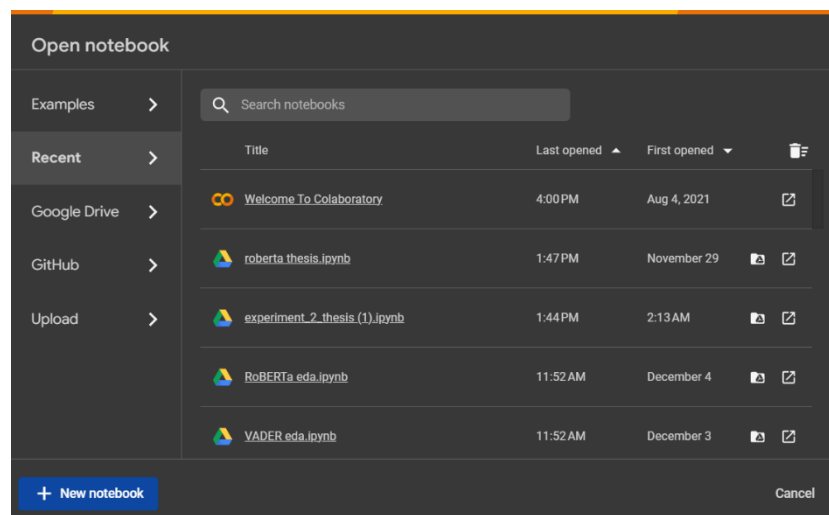 Open notebook
Examples
Recent
Google Drive
GitHub
Upload
Search notebooks
Title Last opened First opened
Welcome To Colaboratory 4:00 PM Aug 4, 2021
roberta thesis.ipynb 1:47 PM November 29
experiment_2_thesis (1).ipynb 1:44 PM 2:13 AM
RoBERTa eda.ipynb 11:52 AM December 4
VADER eda.ipynb 11:52 AM December 3
+ New notebook Cancel